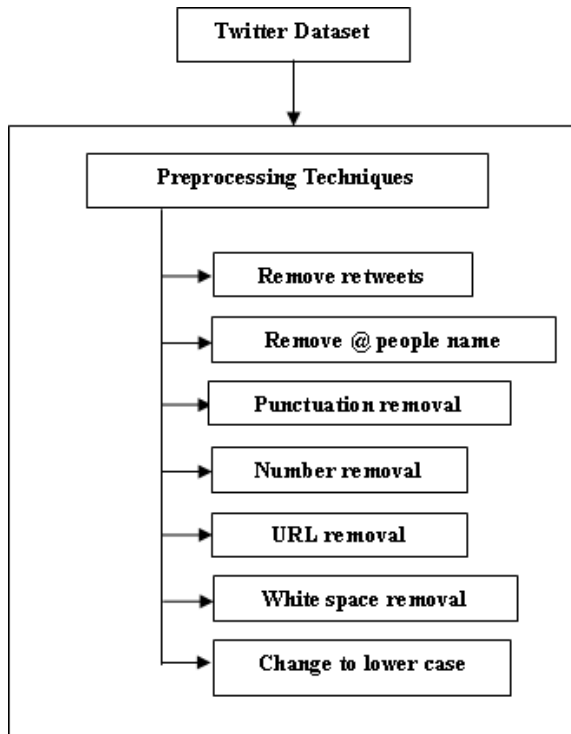 Twitter Dataset
Preprocessing Techniques
Remove retweets
Remove @ people name
Punctuation removal
Number removal
URL removal
White space removal
Change to lower case